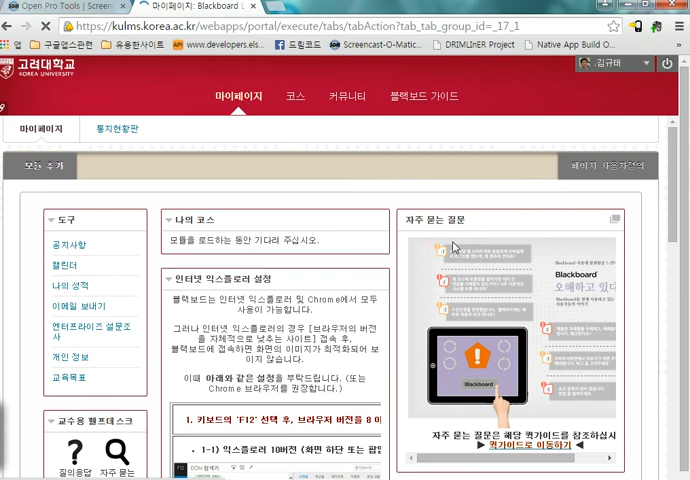 Open Pro Tools | Screen
마이페이지: Blackboard L
https://kulms.korea.ac.kr/webapps/portal/execute/tabs/tabAction?tab_tab_group_id=_17_1
앱
구글앱스관련
유용한사이트
www.developers.els...
드림코드
Screencast-O-Matic...
DRIMLInER Project
Native App Build O...
고려대학교
KOREA UNIVERSITY
.김규태
마이페이지
코스
커뮤니티
블랙보드 가이드
마이페이지
통지현황판
모듈 추가
페이지 사용자정의
도구
공지사항
캘린더
나의 성적
이메일 보내기
엔터프라이즈 설문조
사
개인 정보
교육목표
교수용 헬프데스크
질의응답
자주 묻는
나의 코스
모듈을 로드하는 동안 기다려 주십시오.
인터넷 익스플로러 설정
블랙보드는 인터넷 익스플로러 및 Chrome에서 모두
사용이 가능합니다.
그러나 인터넷 익스플로러의 경우 [브라우저의 버전
을 자체적으로 낮추는 사이트] 접속 후,
블랙보드에 접속하면 화면의 이미지가 최적화되어 보
이지 않습니다.
이때 아래와 같은 설정을 부탁드립니다. (또는
Chrome 브라우저를 권장합니다.)
1. 키보드의 'F12' 선택 후, 브라우저 버전을 8 이
1-1) 익스플로러 10버전 (화면 하단 또는 팝업
F12
DOM 탐색기
자주 묻는 질문
Blackboard
오해하고 있다
Blackboard
자주 묻는 질문은 해당 퀵가이드를 참조하십시
▶ 퀵가이드로 이동하기 ◀